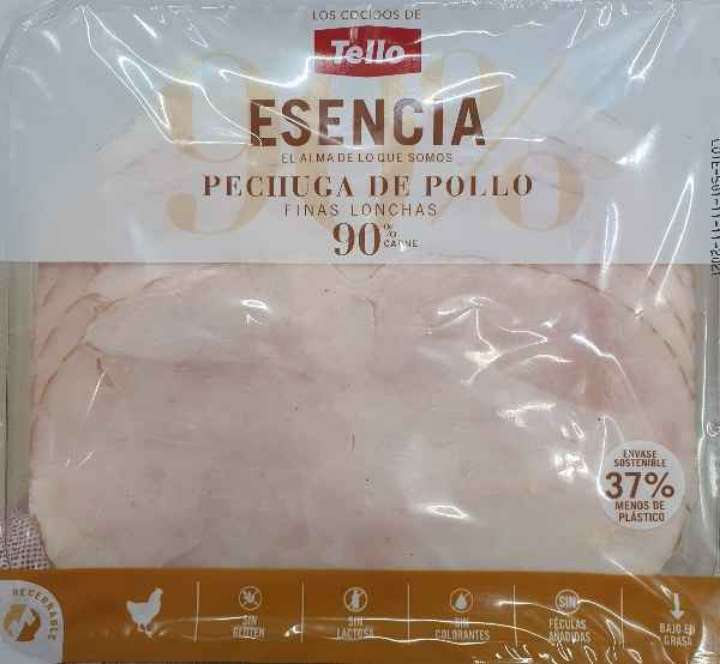 LOS COCIDOS DE
Tello
90%
ESENCIA
EL ALMA DE LO QUE SOMOS
PECHUGA DE POLLO
FINAS LONCHAS
90% CARNE
ENVASE
SOSTENIBLE
37%
MENOS DE
PLÁSTICO
RECERRABLE
SIN
GLUTEN
SIN
LACTOSA
SIN
COLORANTES
SIN
FÉCULAS
AÑADIDAS
BAJO EN
GRASA